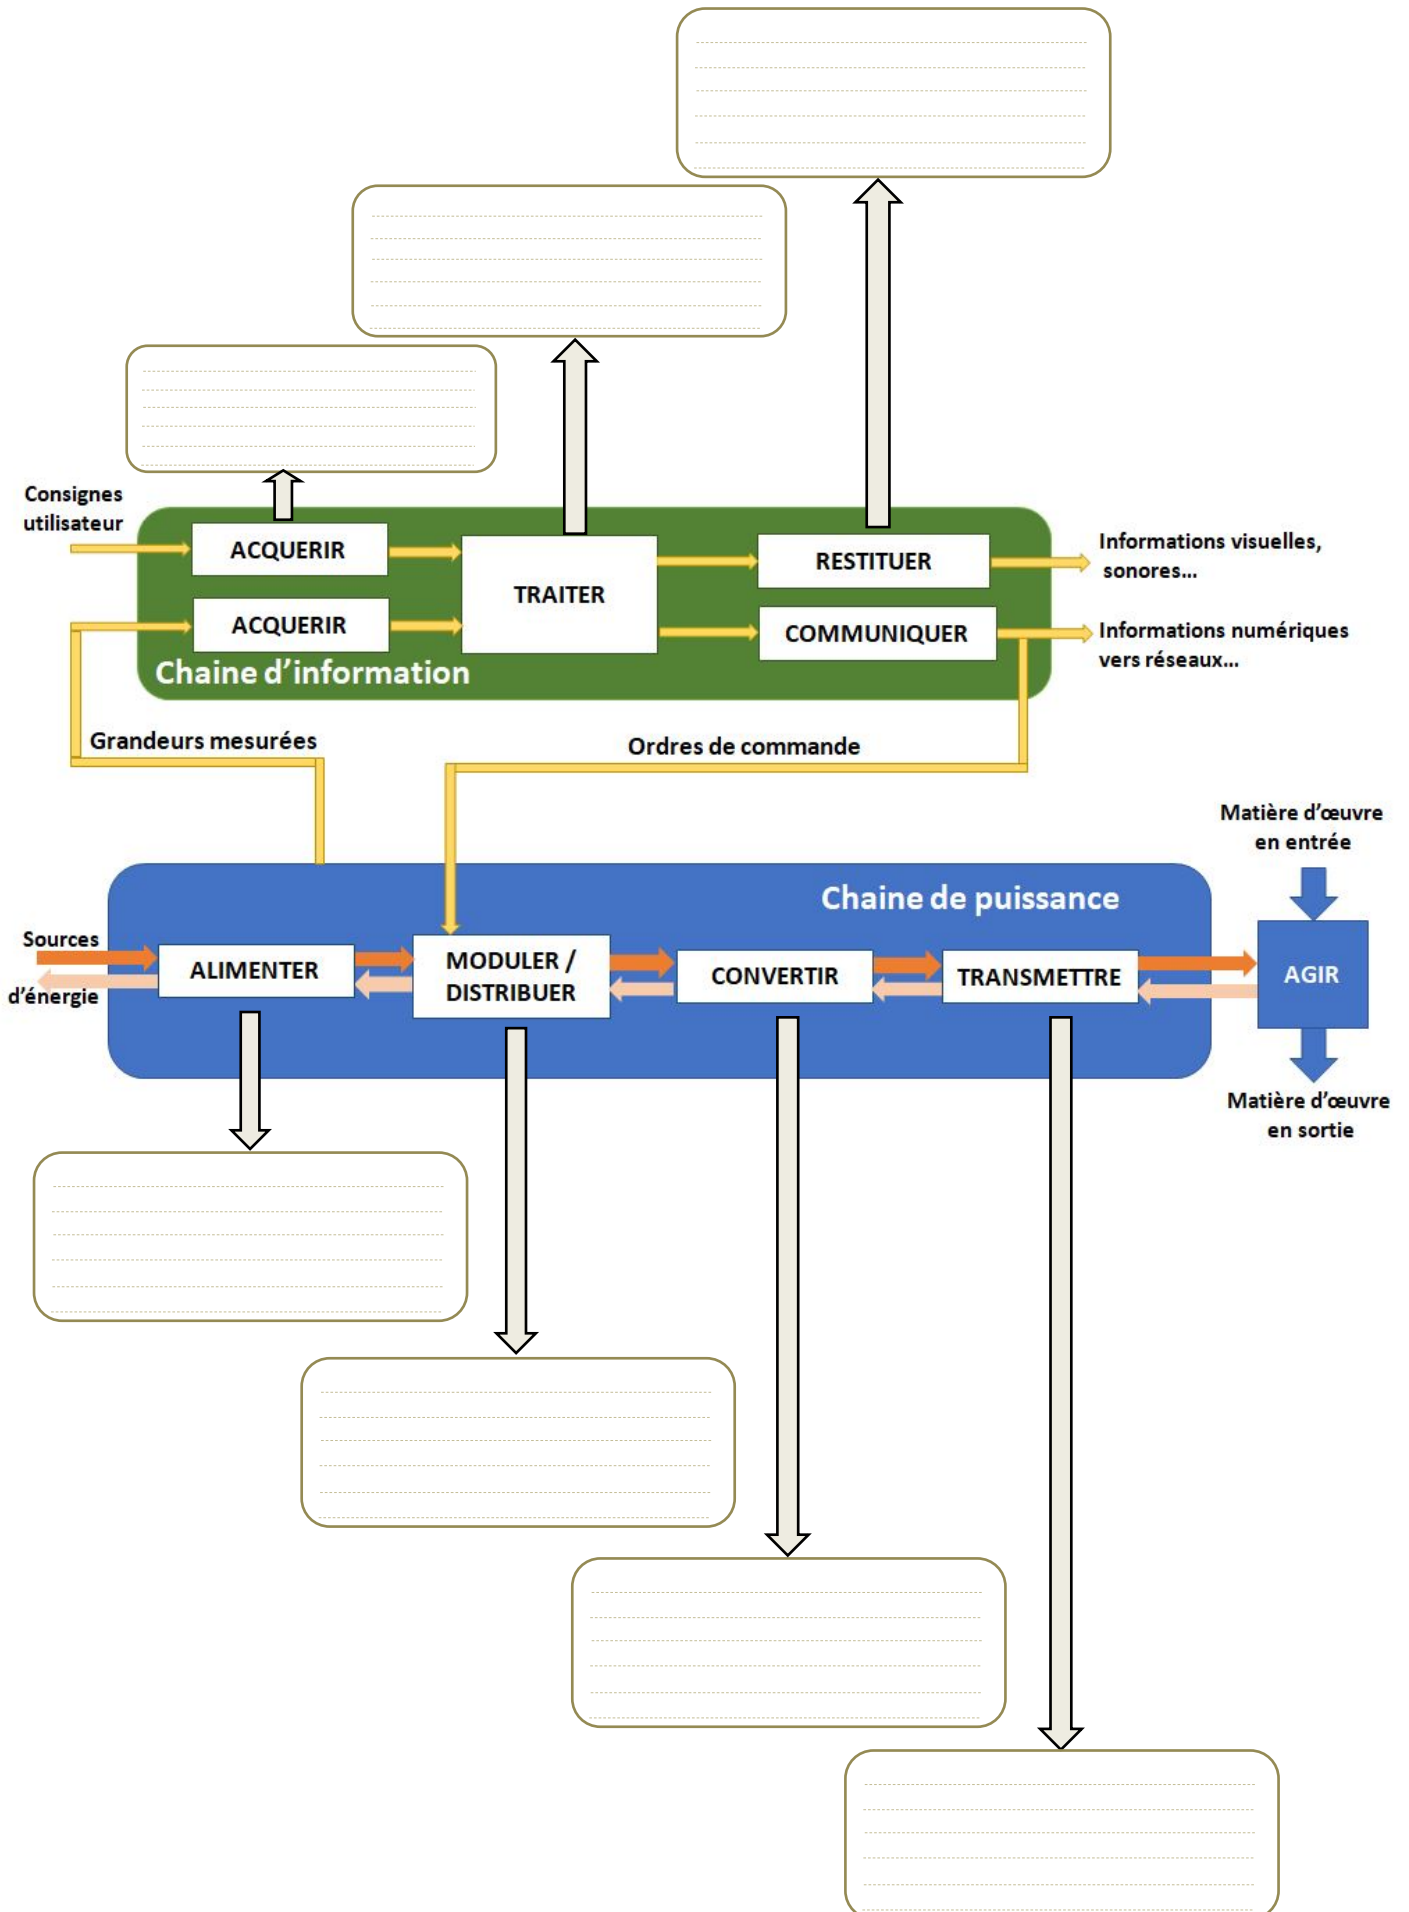 Consignes
utilisateur
ACQUERIR
TRAITER
RESTITUER
Informations visuelles,
sonores...
ACQUERIR
COMMUNIQUER
Informations numériques
vers réseaux...
Chaine d'information
Grandeurs mesurées
Ordres de commande
Matière d'œuvre
en entrée
Chaine de puissance
Sources
d'énergie
ALIMENTER
MODULER /
DISTRIBUER
CONVERTIR
TRANSMETTRE
AGIR
Matière d'œuvre
en sortie